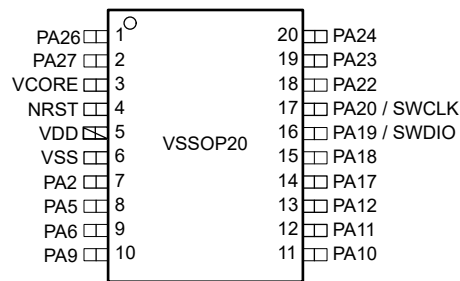 PA26 1 20 PA24
PA27 2 19 PA23
VCORE 3 18 PA22
NRST 4 17 PA20 / SWCLK
VDD 5 16 PA19 / SWDIO
VSSOP20
VSS 6 15 PA18
PA2 7 14 PA17
PA5 8 13 PA12
PA6 9 12 PA11
PA9 10 11 PA10